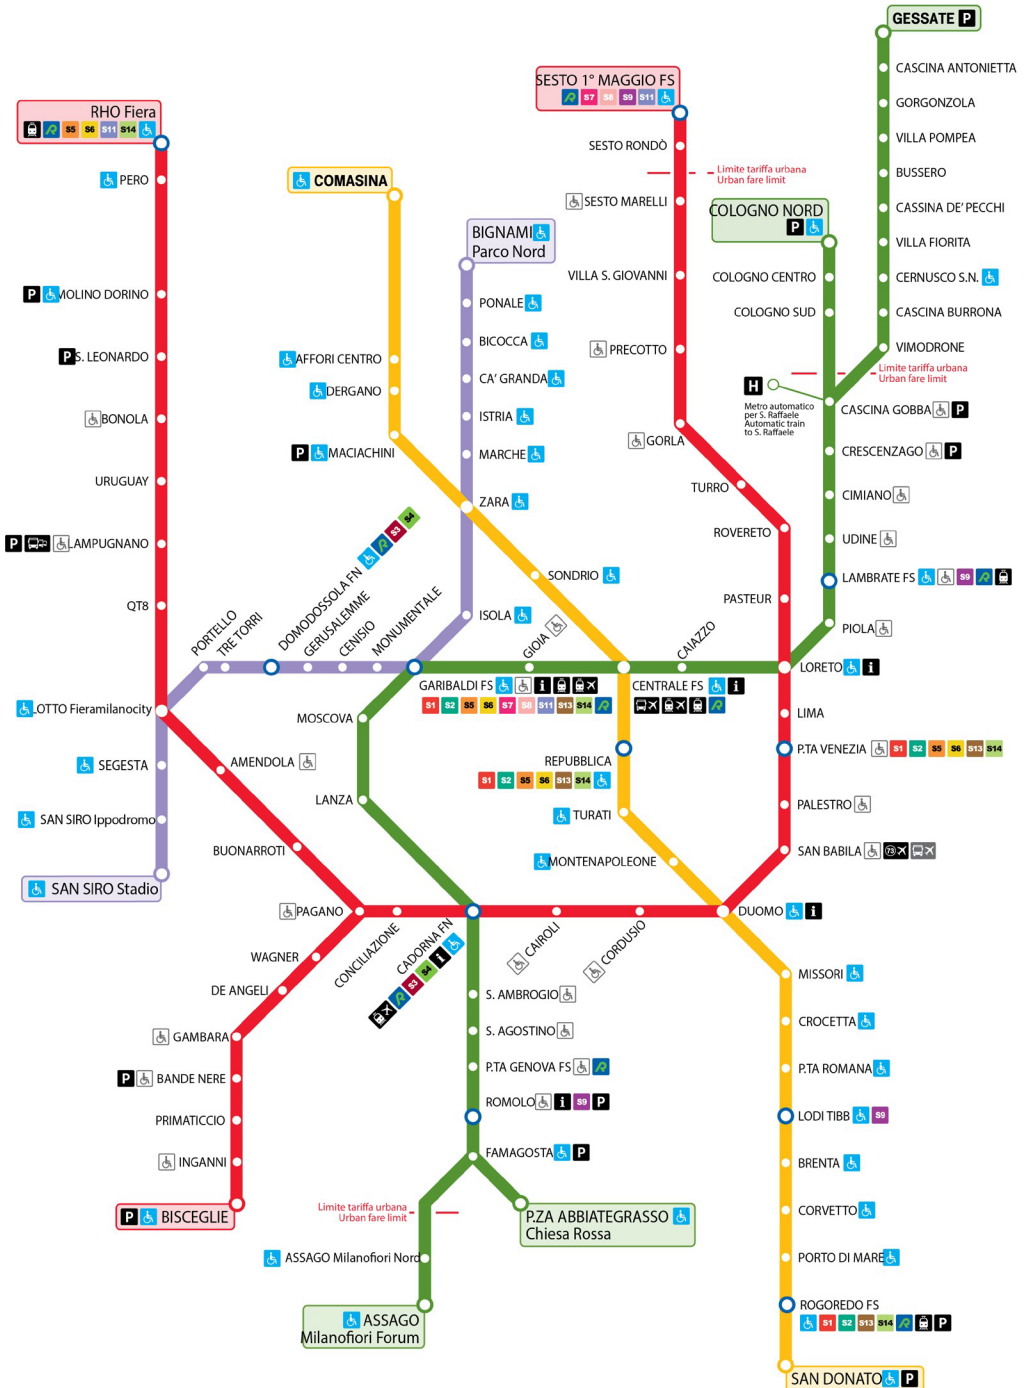 GESSATE P
CASCINA ANTONIETTA
GORGONZOLA
VILLA POMPEA
BUSSERO
CASSINA DE' PECCHI
VILLA FIORITA
CERNUSCO S.N.
CASCINA BURRONA
VIMODRONE
Limite tariffa urbana
Urban fare limit
SESTO 1° MAGGIO FS
R S7 S8 S9 S11
SESTO RONDÒ
Limite tariffa urbana
Urban fare limit
SESTO MARELLI
VILLA S. GIOVANNI
PRECOTTO
GORLA
TURRO
ROVERETO
PASTEUR
COLOGNO NORD
P
COLOGNO CENTRO
COLOGNO SUD
H
Metro automatico
per S. Raffaele
Automatic train
to S. Raffaele
CASCINA GOBBA P
CRESCENZAGO P
CIMIANO
UDINE
LAMBRATE FS S9 R
PIOLA
LORETO i
RHO Fiera
R S5 S6 S11 S14
PERO
P MOLINO DORINO
P S. LEONARDO
BONOLA
URUGUAY
P LAMPUGNANO
QT8
LOTTO Fieramilanocity
SEGESTA
SAN SIRO Ippodromo
SAN SIRO Stadio
COMASINA
AFFORI CENTRO
DERGANO
P MACIACHINI
BIGNAMI
Parco Nord
PONALE
BICOCCA
CA' GRANDA
ISTRIA
MARCHE
ZARA
SONDRIO
ISOLA
PORTELLO
TRE TORRI
DOMODOSSOLA FN R S3 S4
GERUSALEMME
CENISIO
MONUMENTALE
GIOIA
CAIAZZO
GARIBALDI FS i
S1 S2 S5 S6 S7 S8 S11 S13 S14 R
CENTRALE FS i
R
MOSCOVA
LANZA
REPUBBLICA
S1 S2 S5 S6 S13 S14
TURATI
MONTENAPOLEONE
LIMA
P.TA VENEZIA S1 S2 S5 S6 S13 S14
PALESTRO
SAN BABILA 73
DUOMO i
AMENDOLA
BUONARROTI
PAGANO
CONCILIAZIONE
CADORNA FN
R S3 S4 i
CAIROLI
CORDUSIO
WAGNER
DE ANGELI
GAMBARA
P BANDE NERE
PRIMATICCIO
INGANNI
P BISCEGLIE
S. AMBROGIO
S. AGOSTINO
P.TA GENOVA FS R
ROMOLO i S9 P
FAMAGOSTA P
Limite tariffa urbana
Urban fare limit
P.ZA ABBIATEGRASSO
Chiesa Rossa
ASSAGO Milanofiori Nord
ASSAGO
Milanofiori Forum
MISSORI
CROCETTA
P.TA ROMANA
LODI TIBB S9
BRENTA
CORVETTO
PORTO DI MARE
ROGOREDO FS
S1 S2 S13 S14 R P
SAN DONATO P